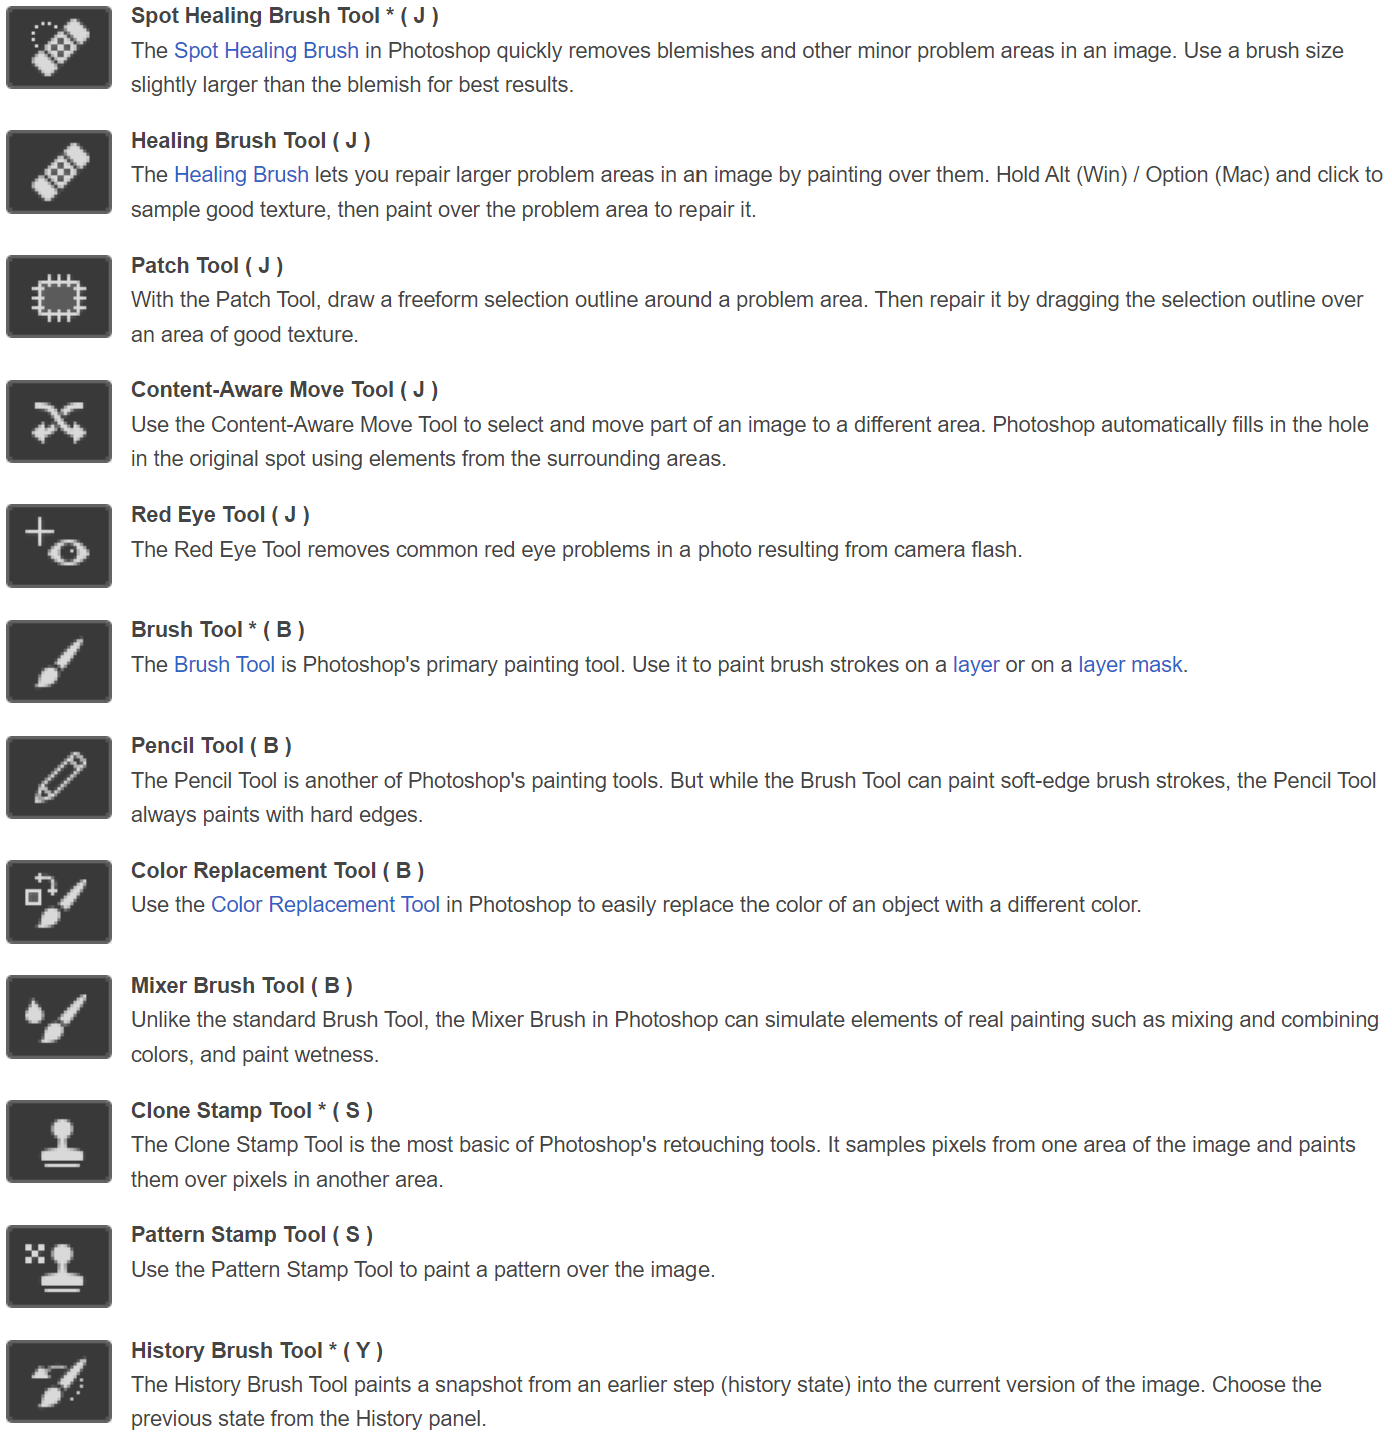 Spot Healing Brush Tool * ( J )
The Spot Healing Brush in Photoshop quickly removes blemishes and other minor problem areas in an image. Use a brush size
slightly larger than the blemish for best results.
Healing Brush Tool ( J )
The Healing Brush lets you repair larger problem areas in an image by painting over them. Hold Alt (Win) / Option (Mac) and click to
sample good texture, then paint over the problem area to repair it.
Patch Tool ( J )
With the Patch Tool, draw a freeform selection outline around a problem area. Then repair it by dragging the selection outline over
an area of good texture.
Content-Aware Move Tool ( J )
Use the Content-Aware Move Tool to select and move part of an image to a different area. Photoshop automatically fills in the hole
in the original spot using elements from the surrounding areas.
Red Eye Tool ( J )
The Red Eye Tool removes common red eye problems in a photo resulting from camera flash.
Brush Tool * ( B )
The Brush Tool is Photoshop's primary painting tool. Use it to paint brush strokes on a layer or on a layer mask.
Pencil Tool ( B )
The Pencil Tool is another of Photoshop's painting tools. But while the Brush Tool can paint soft-edge brush strokes, the Pencil Tool
always paints with hard edges.
Color Replacement Tool ( B )
Use the Color Replacement Tool in Photoshop to easily replace the color of an object with a different color.
Mixer Brush Tool ( B )
Unlike the standard Brush Tool, the Mixer Brush in Photoshop can simulate elements of real painting such as mixing and combining
colors, and paint wetness.
Clone Stamp Tool * ( S )
The Clone Stamp Tool is the most basic of Photoshop's retouching tools. It samples pixels from one area of the image and paints
them over pixels in another area.
Pattern Stamp Tool ( S )
Use the Pattern Stamp Tool to paint a pattern over the image.
History Brush Tool * ( Y )
The History Brush Tool paints a snapshot from an earlier step (history state) into the current version of the image. Choose the
previous state from the History panel.